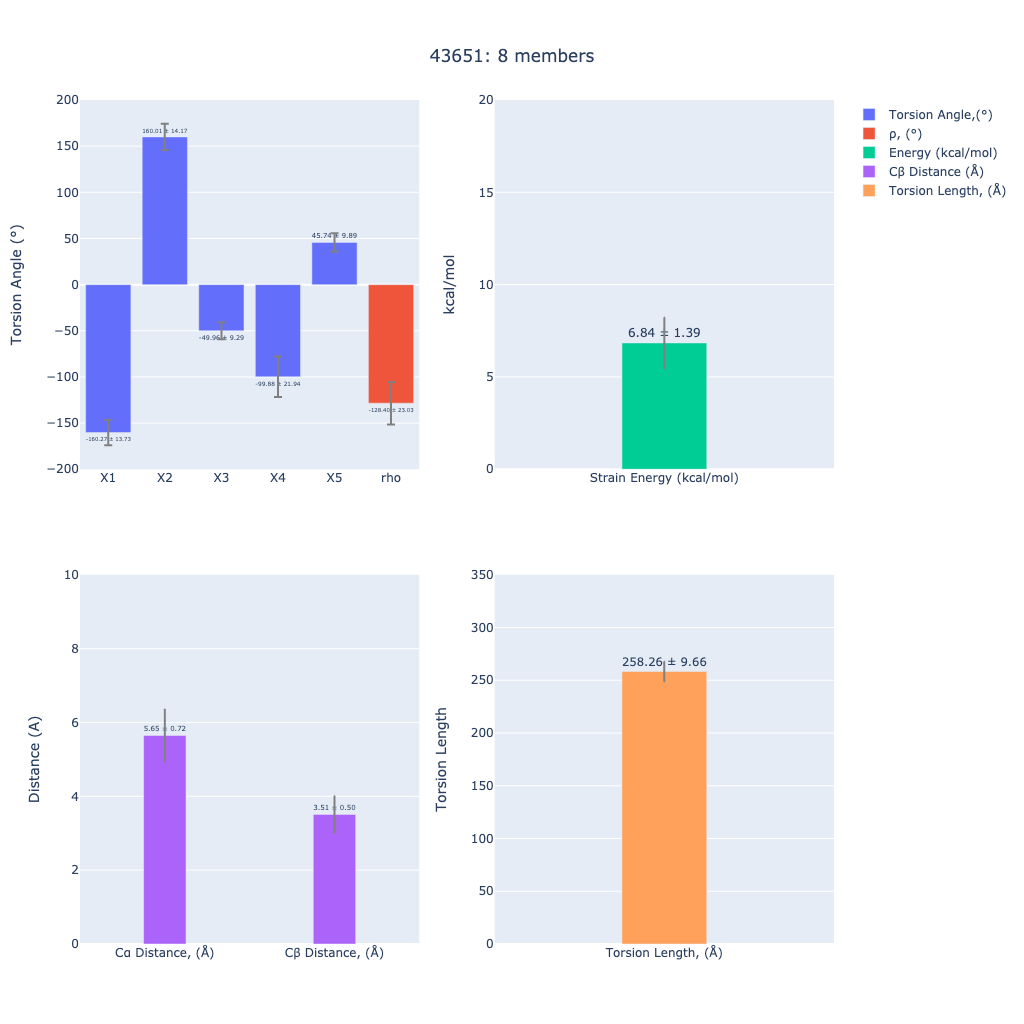 43651: 8 members
Torsion Angle (°)
200
150
100
50
0
−50
−100
−150
−200
-160.27 ± 13.73
160.01 ± 14.17
-49.96 ± 9.29
-99.88 ± 21.94
45.74 ± 9.89
-128.40 ± 23.03
X1 X2 X3 X4 X5 rho
kcal/mol
20
15
10
5
0
6.84 ± 1.39
Strain Energy (kcal/mol)
Torsion Angle,(°)
ρ, (°)
Energy (kcal/mol)
Cβ Distance (Å)
Torsion Length, (Å)
Distance (A)
10
8
6
4
2
0
5.65 ± 0.72
3.51 ± 0.50
Cα Distance, (Å) Cβ Distance, (Å)
Torsion Length
350
300
250
200
150
100
50
0
258.26 ± 9.66
Torsion Length, (Å)